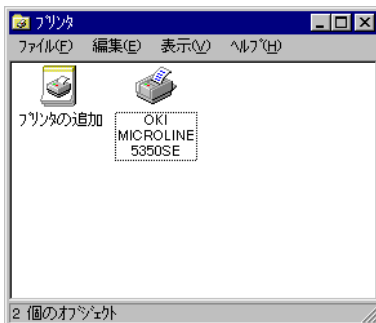 プリンタ
ファイル(F) 編集(E) 表示(V) ヘルプ(H)
プリンタの追加
OKI
MICROLINE
5350SE
2 個のオブジェクト